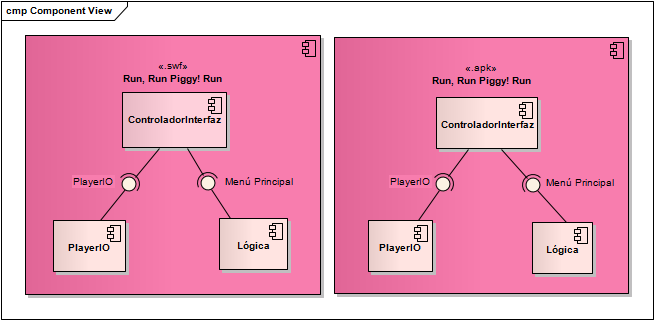 cmp Component View
«.swf»
Run, Run Piggy! Run
ControladorInterfaz
PlayerIO
Menú Principal
PlayerIO
Lógica
«.apk»
Run, Run Piggy! Run
ControladorInterfaz
PlayerIO
Menú Principal
PlayerIO
Lógica